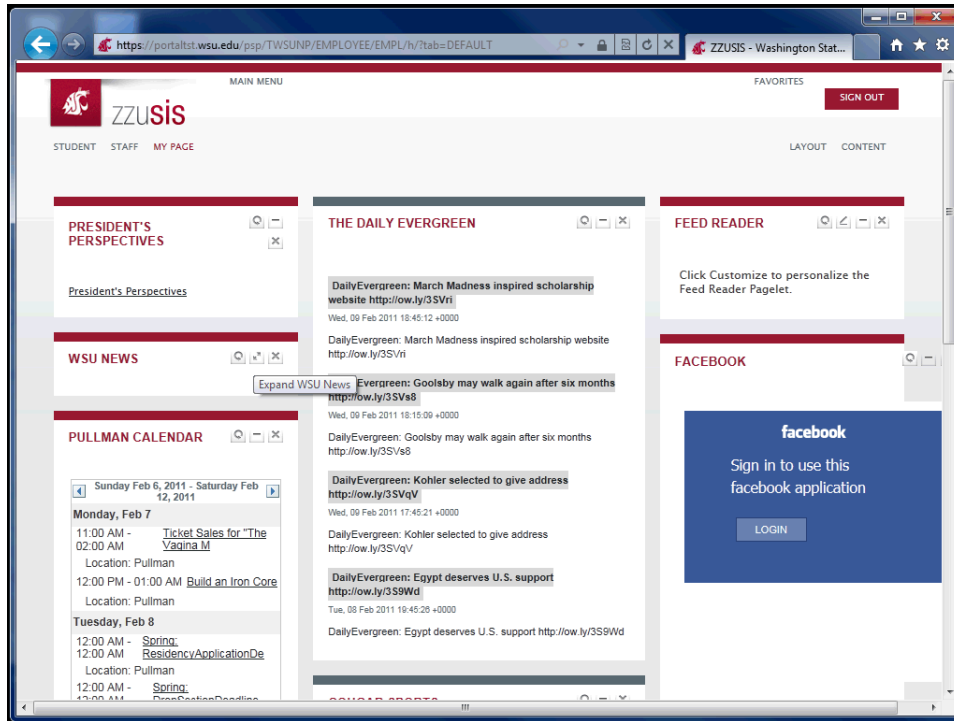 https://portaltst.wsu.edu/psp/TWSUNP/EMPLOYEE/EMPL/h/?tab=DEFAULT
ZZUSIS - Washington Stat...
MAIN MENU
FAVORITES
SIGN OUT
zzusis
STUDENT STAFF MY PAGE
LAYOUT CONTENT
PRESIDENT'S
PERSPECTIVES
President's Perspectives
WSU NEWS
Expand WSU News
PULLMAN CALENDAR
Sunday Feb 6, 2011 - Saturday Feb
12, 2011
Monday, Feb 7
11:00 AM - Ticket Sales for "The
02:00 AM Vagina M
Location: Pullman
12:00 PM - 01:00 AM Build an Iron Core
Location: Pullman
Tuesday, Feb 8
12:00 AM - Spring:
12:00 AM ResidencyApplicationDe
Location: Pullman
12:00 AM - Spring:
12:00 AM DropSectionDeadline
THE DAILY EVERGREEN
DailyEvergreen: March Madness inspired scholarship
website http://ow.ly/3SVri
Wed, 09 Feb 2011 18:45:12 +0000
DailyEvergreen: March Madness inspired scholarship website
http://ow.ly/3SVri
Evergreen: Goolsby may walk again after six months
http://ow.ly/3SVs8
Wed, 09 Feb 2011 18:15:09 +0000
DailyEvergreen: Goolsby may walk again after six months
http://ow.ly/3SVs8
DailyEvergreen: Kohler selected to give address
http://ow.ly/3SVqV
Wed, 09 Feb 2011 17:45:21 +0000
DailyEvergreen: Kohler selected to give address
http://ow.ly/3SVqV
DailyEvergreen: Egypt deserves U.S. support
http://ow.ly/3S9Wd
Tue, 08 Feb 2011 19:45:26 +0000
DailyEvergreen: Egypt deserves U.S. support http://ow.ly/3S9Wd
COUGAR SPORTS
FEED READER
Click Customize to personalize the
Feed Reader Pagelet.
FACEBOOK
facebook
Sign in to use this
facebook application
LOGIN